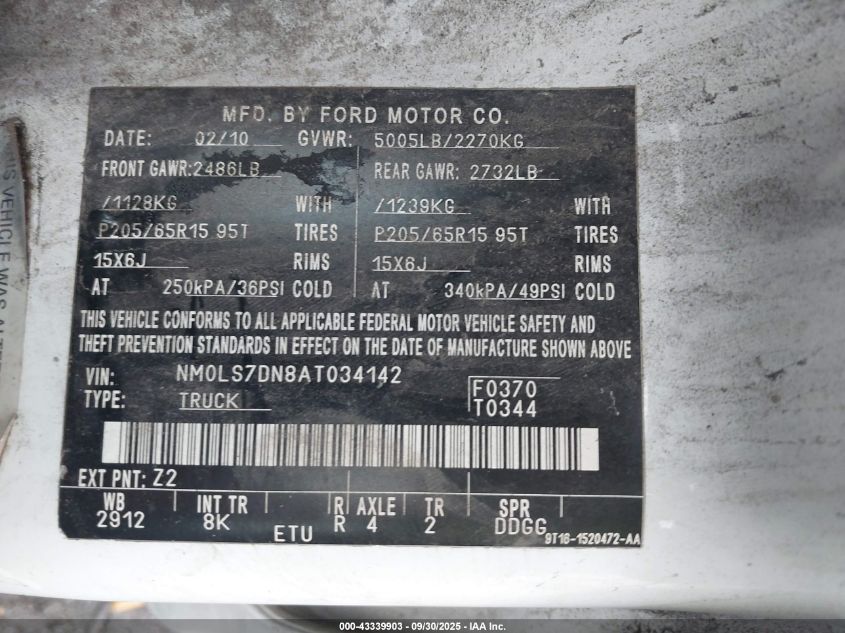 MFD. BY FORD MOTOR CO.
DATE: 02/10 GVWR: 5005LB/2270KG
FRONT GAWR: 2486LB REAR GAWR: 2732LB
/1128KG WITH /1239KG WITH
P205/65R15 95T TIRES P205/65R15 95T TIRES
15X6J RIMS 15X6J RIMS
AT 250kPA/36PSI COLD AT 340kPA/49PSI COLD
THIS VEHICLE CONFORMS TO ALL APPLICABLE FEDERAL MOTOR VEHICLE SAFETY AND
THEFT PREVENTION STANDARDS IN EFFECT ON THE DATE OF MANUFACTURE SHOWN ABOVE
VIN: NM0LS7DN8AT034142 F0370
TYPE: TRUCK T0344
EXT PNT: Z2
WB INT TR R AXLE TR SPR
2912 8K ETU R 4 2 DDGG
9T16-1520472-AA
THIS VEHICLE WAS
000-43339903 - 09/30/2025 - IAA Inc.